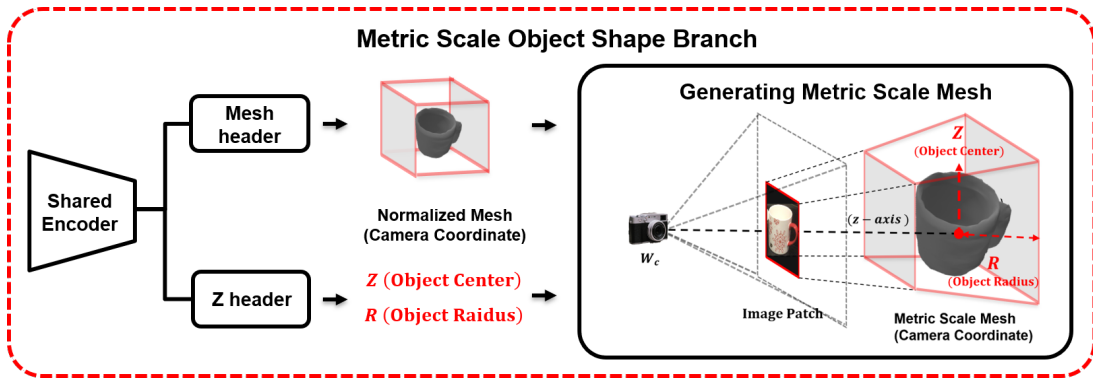 Metric Scale Object Shape Branch
Shared
Encoder
Mesh
header
Z header
Normalized Mesh
(Camera Coordinate)
Z (Object Center)
R (Object Raidus)
Generating Metric Scale Mesh
W_c
Image Patch
(z-axis)
Z
(Object Center)
R
(Object Radius)
Metric Scale Mesh
(Camera Coordinate)